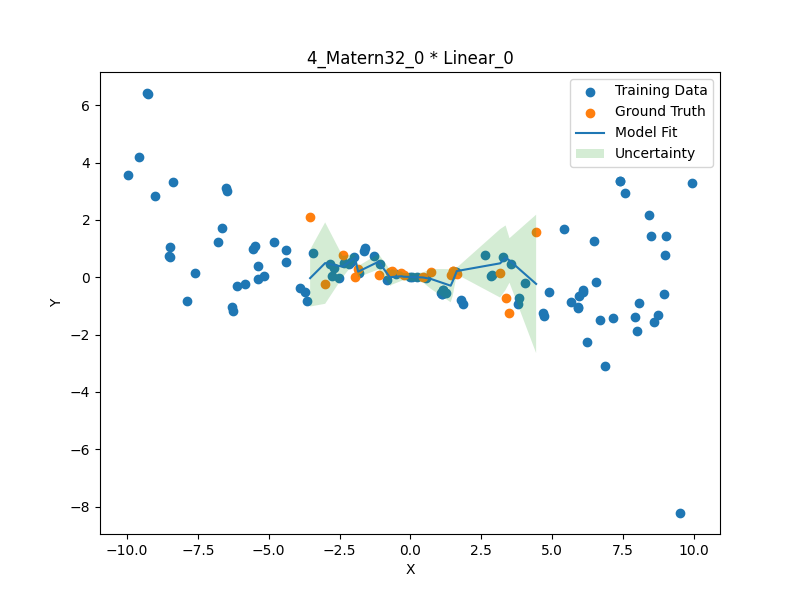 4_Matern32_0 * Linear_0
Training Data
Ground Truth
Model Fit
Uncertainty
6
4
2
0
−2
−4
−6
−8
Y
−10.0 −7.5 −5.0 −2.5 0.0 2.5 5.0 7.5 10.0
X